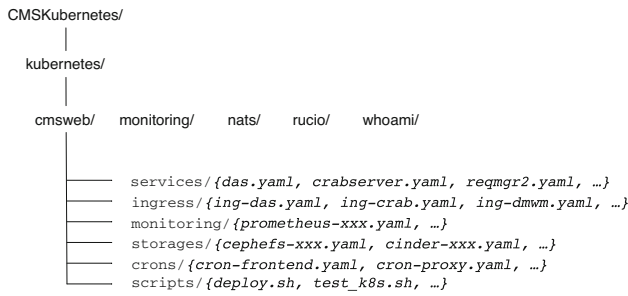 CMSKubernetes/
kubernetes/
cmsweb/ monitoring/ nats/ rucio/ whoami/
services/{das.yaml, crabserver.yaml, reqmgr2.yaml, …}
ingress/{ing-das.yaml, ing-crab.yaml, ing-dmwm.yaml, …}
monitoring/{prometheus-xxx.yaml, …}
storages/{cephefs-xxx.yaml, cinder-xxx.yaml, …}
crons/{cron-frontend.yaml, cron-proxy.yaml, …}
scripts/{deploy.sh, test_k8s.sh, …}